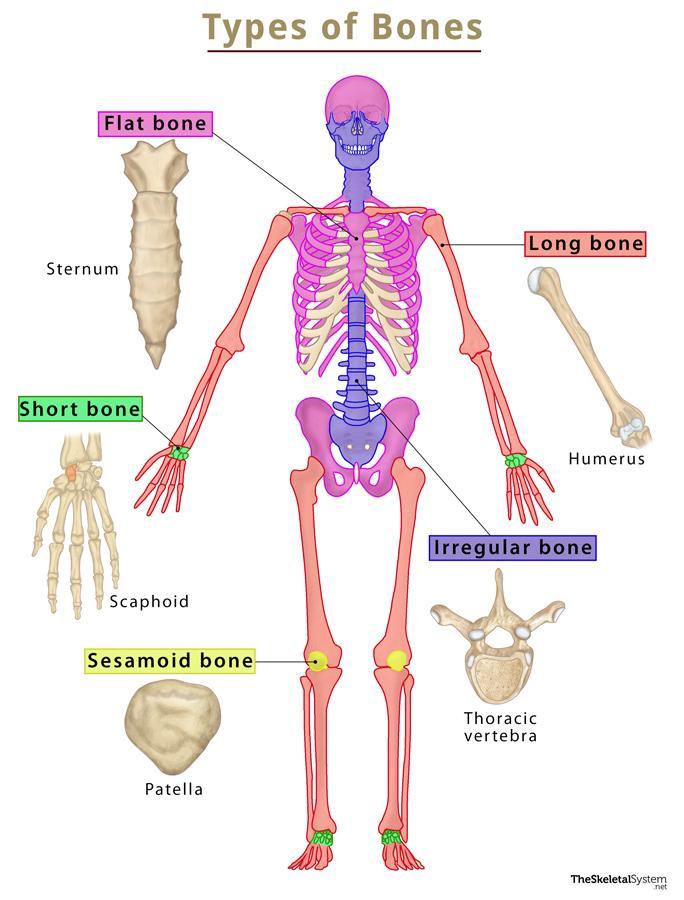 Types of Bones
Flat bone
Sternum
Long bone
Humerus
Short bone
Scaphoid
Irregular bone
Thoracic
vertebra
Sesamoid bone
Patella
TheSkeletalSystem
.net